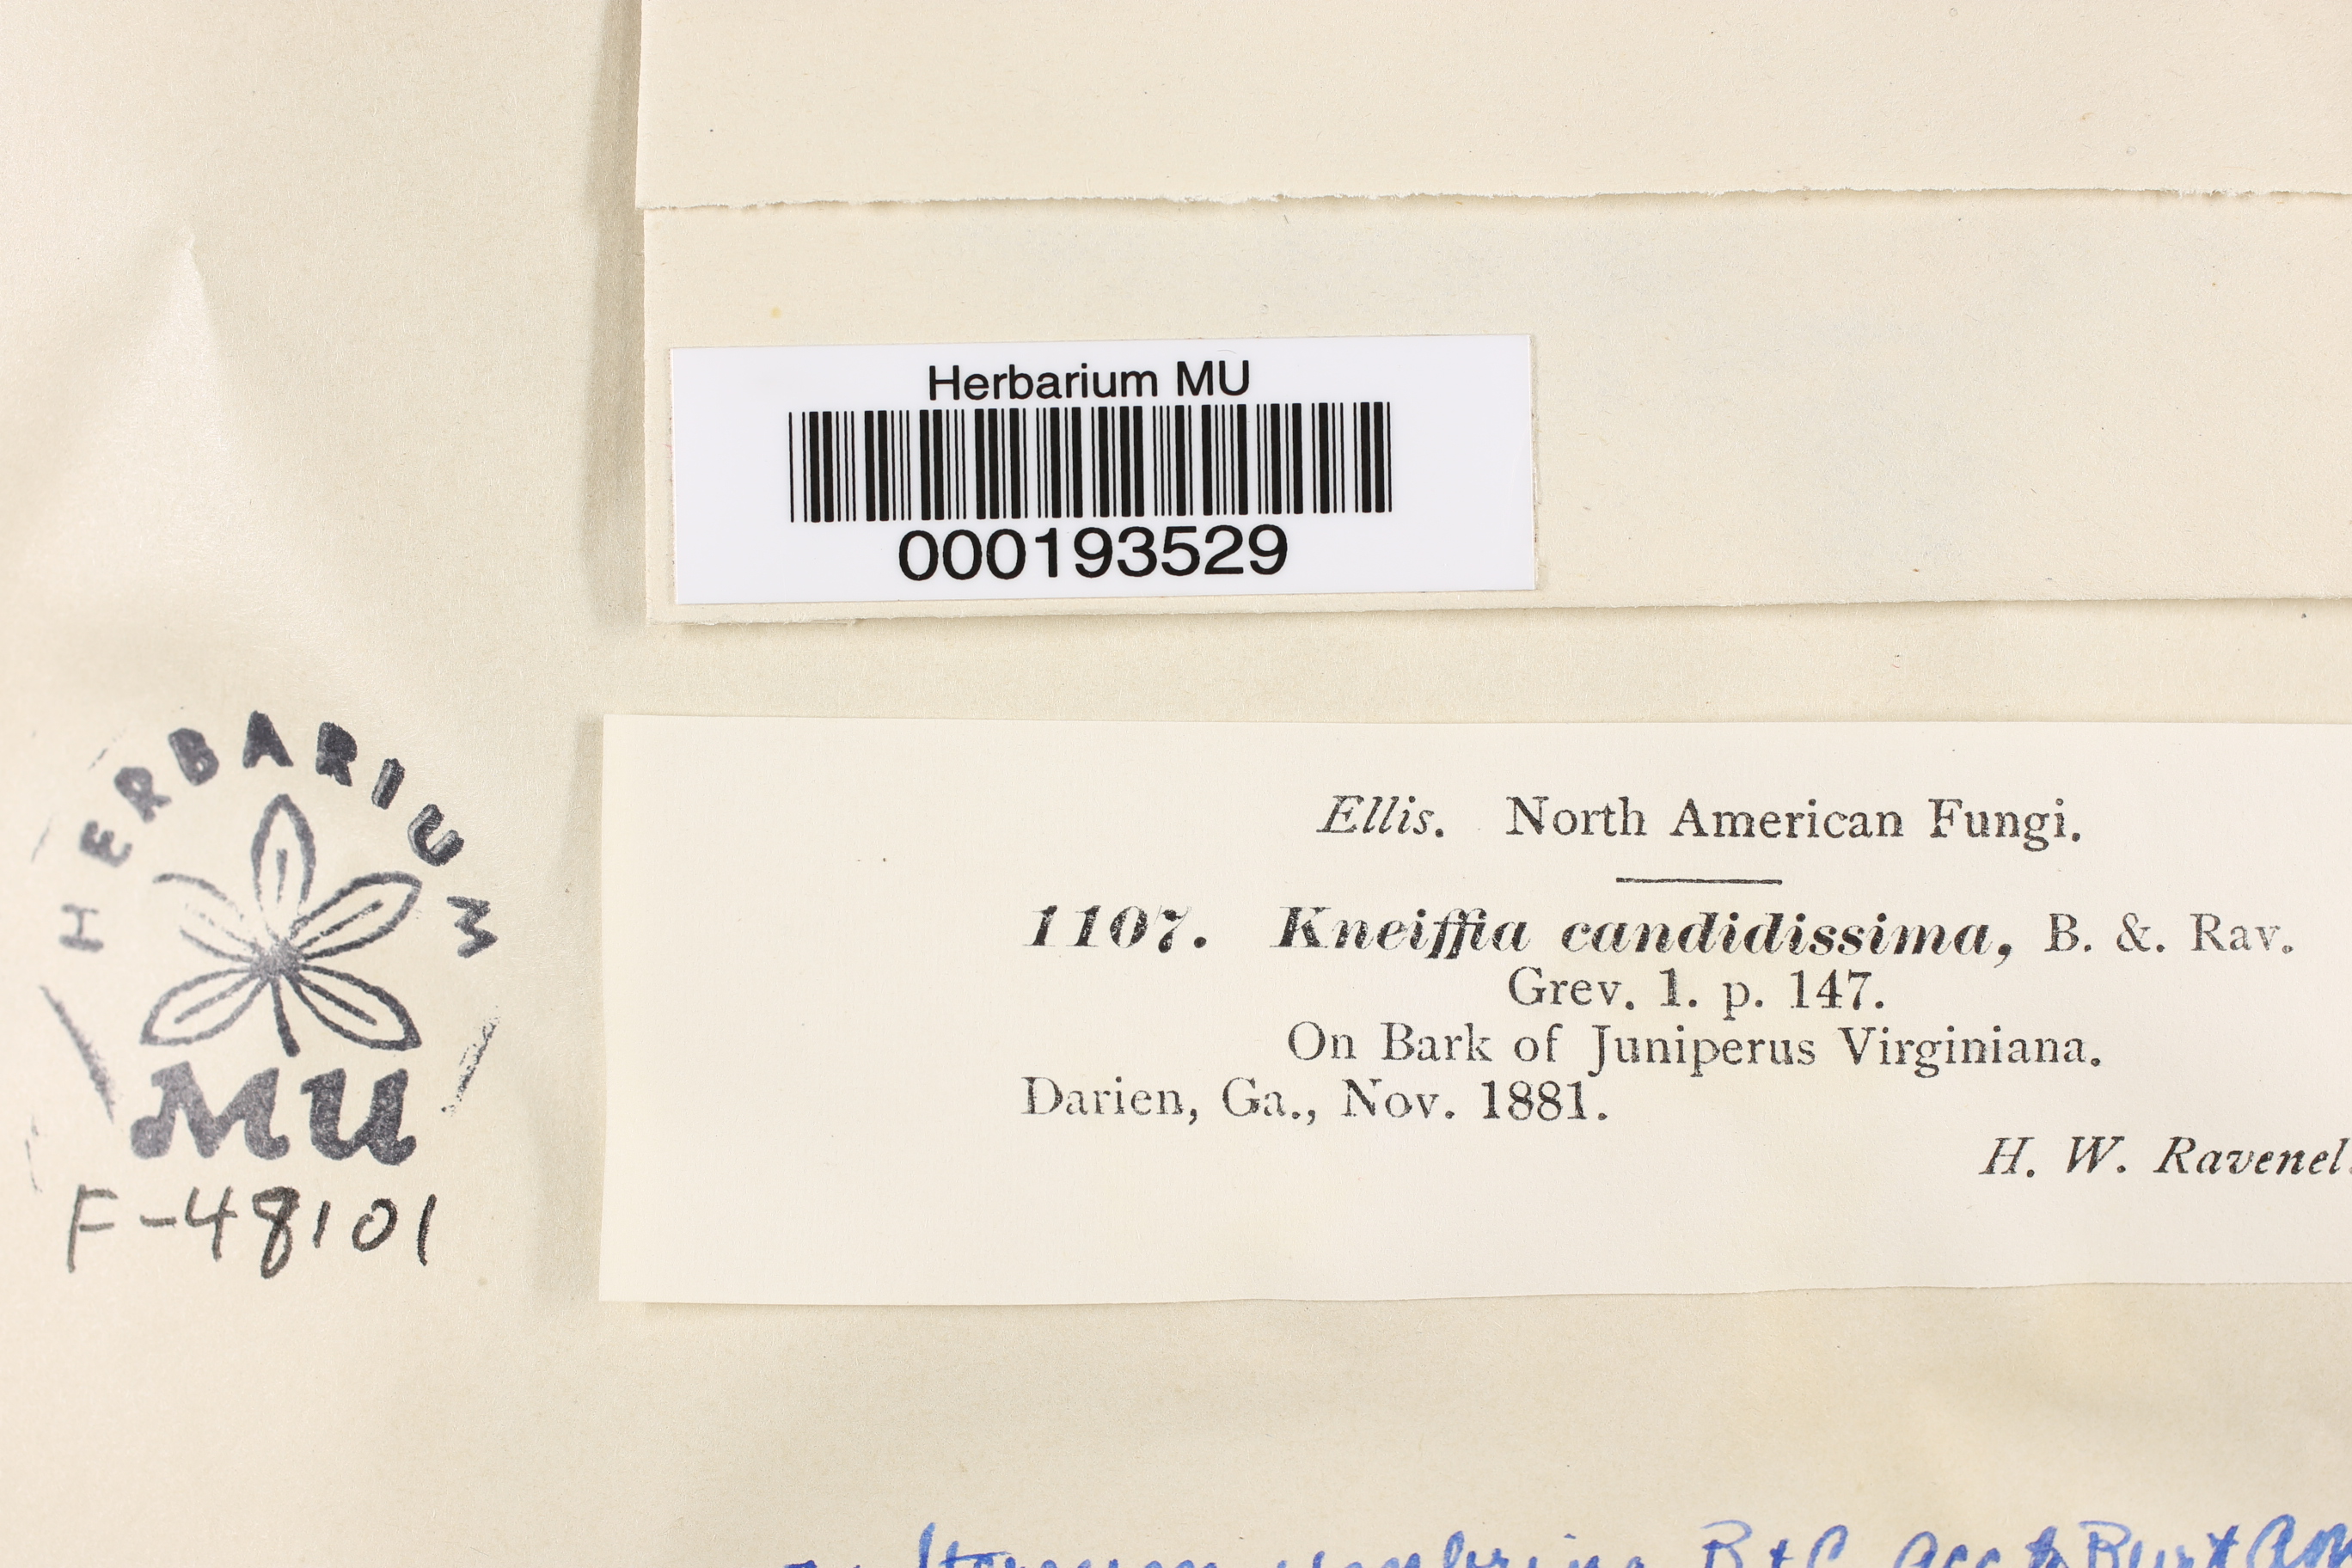 Herbarium MU
000193529
HERBARIUM
MU
F-48101
Ellis. North American Fungi.
1107. Kneiffia candidissima, B. &. Rav.
Grev. 1. p. 147.
On Bark of Juniperus Virginiana.
Darien, Ga., Nov. 1881.
H. W. Ravenel.